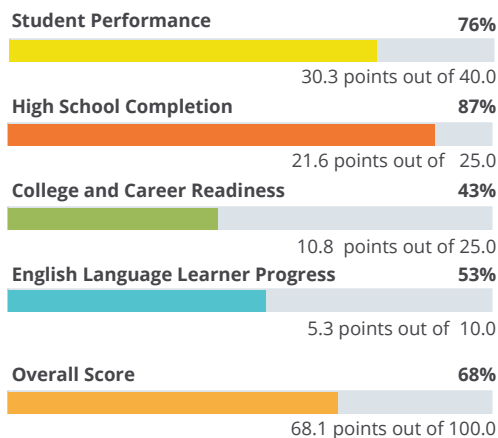 Student Performance 76%
30.3 points out of 40.0
High School Completion 87%
21.6 points out of 25.0
College and Career Readiness 43%
10.8 points out of 25.0
English Language Learner Progress 53%
5.3 points out of 10.0
Overall Score 68%
68.1 points out of 100.0